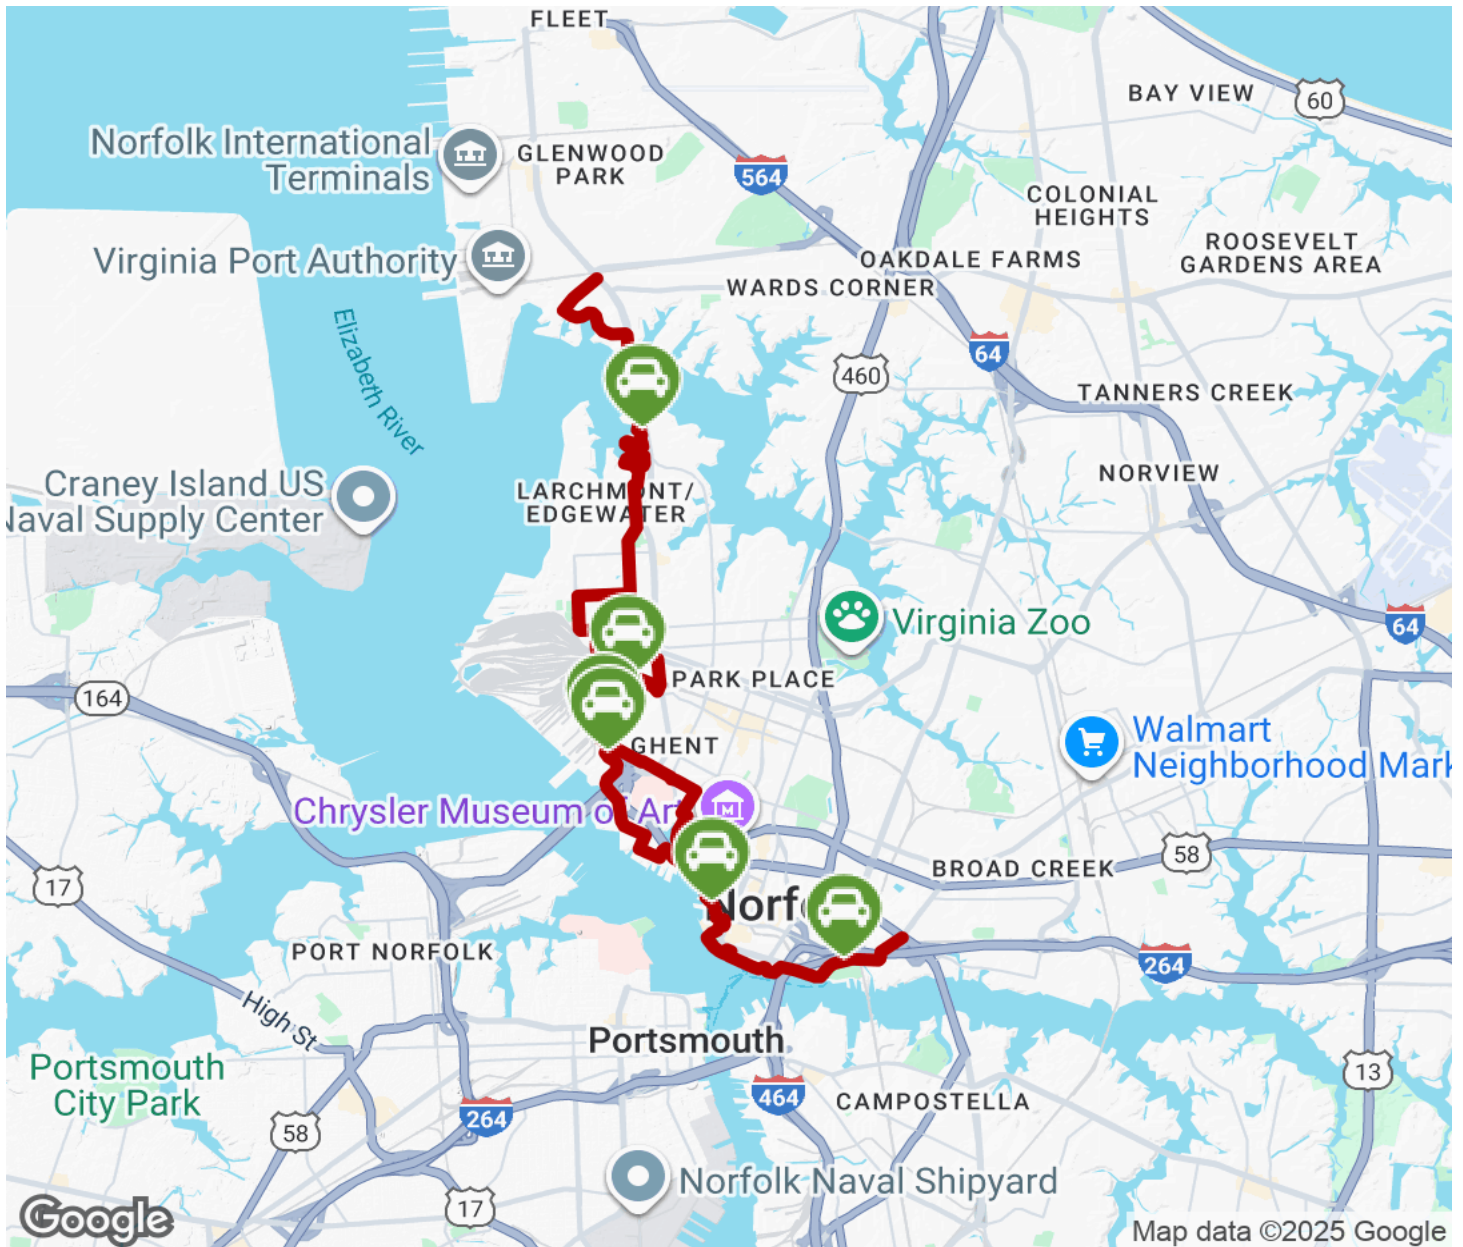 FLEET
BAY VIEW
60
Norfolk International
Terminals
GLENWOOD
PARK
564
COLONIAL
HEIGHTS
Virginia Port Authority
OAKDALE FARMS
ROOSEVELT
GARDENS AREA
WARDS CORNER
Elizabeth River
64
460
TANNERS CREEK
NORVIEW
Craney Island US
Naval Supply Center
LARCHMONT/
EDGEWATER
Virginia Zoo
64
164
PARK PLACE
GHENT
Walmart
Neighborhood Mark
Chrysler Museum of Art
M
58
17
BROAD CREEK
Norf
PORT NORFOLK
264
High St
Portsmouth
Portsmouth
City Park
13
464
CAMPOSTELLA
264
58
Norfolk Naval Shipyard
17
Google
Map data ©2025 Google